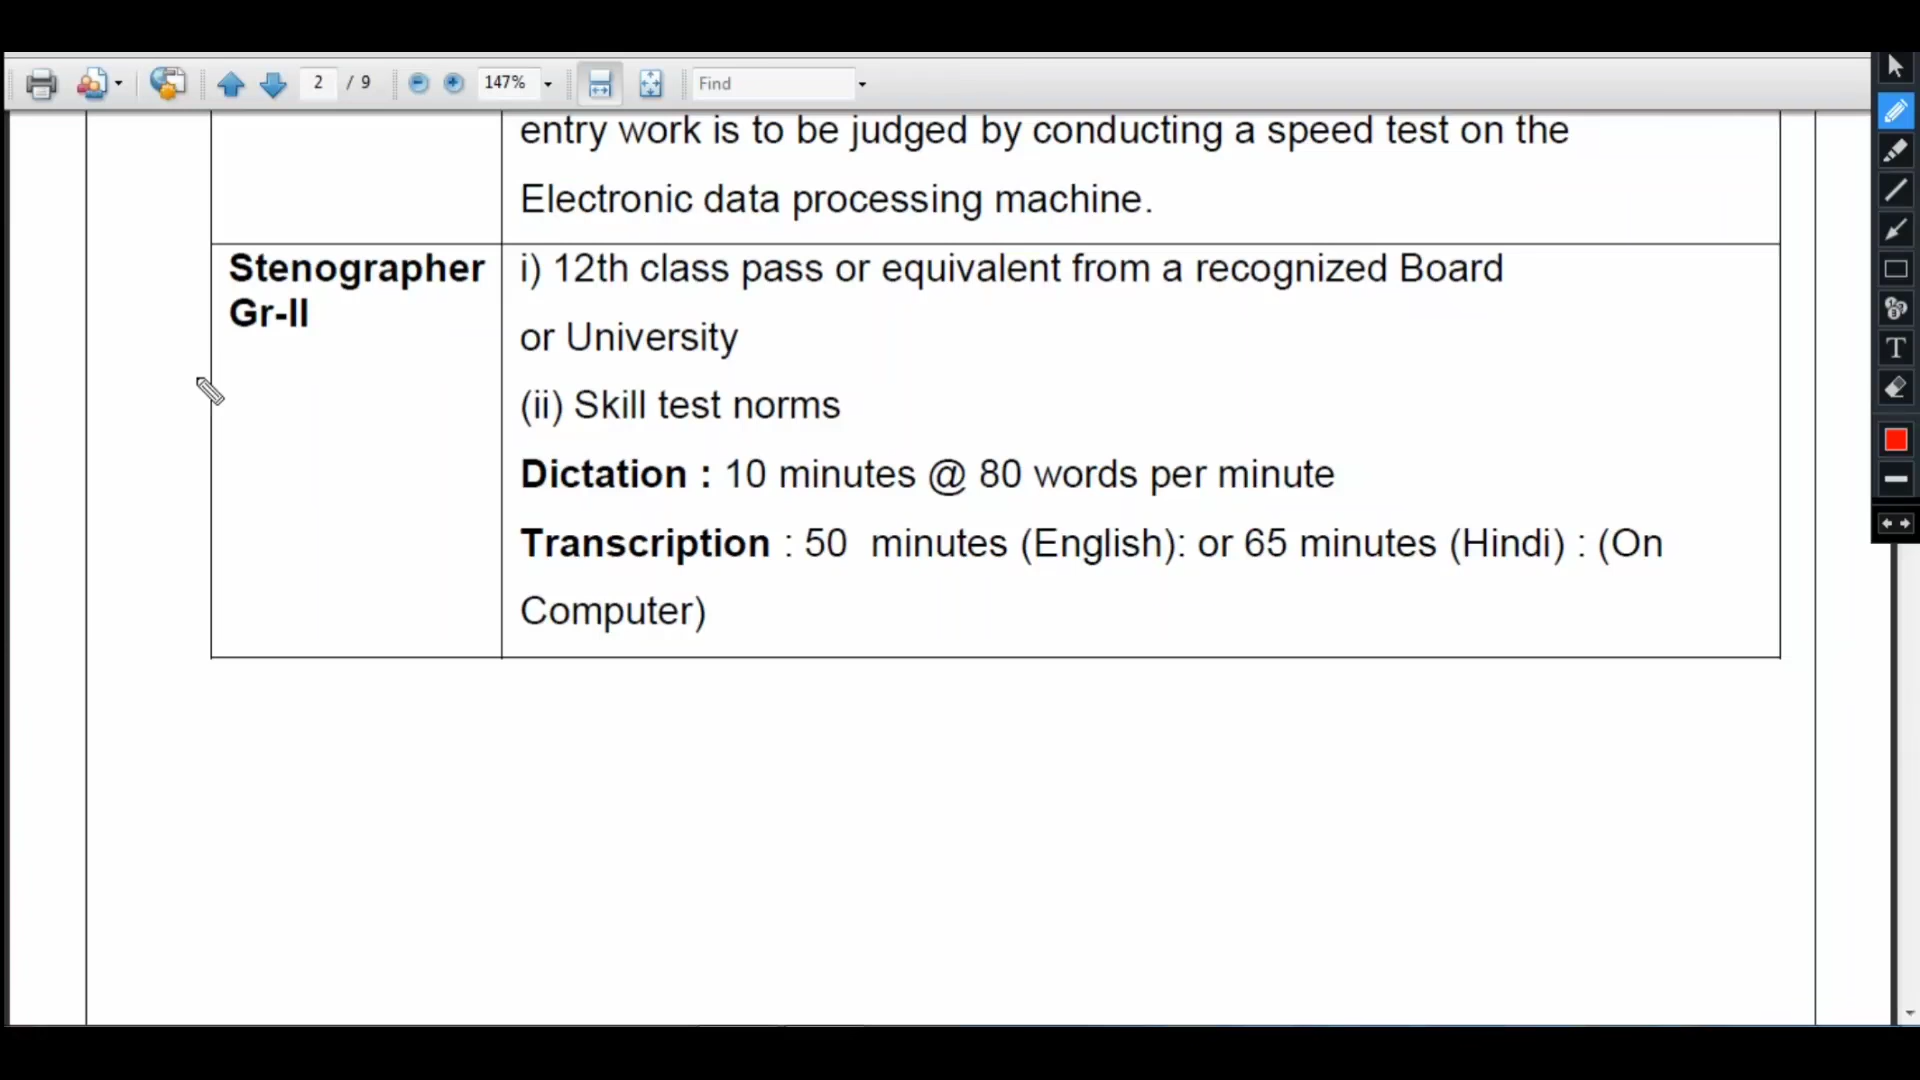 2 / 9 147% Find
entry work is to be judged by conducting a speed test on the
Electronic data processing machine.
Stenographer
Gr-II
i) 12th class pass or equivalent from a recognized Board
or University
(ii) Skill test norms
Dictation : 10 minutes @ 80 words per minute
Transcription : 50  minutes (English): or 65 minutes (Hindi) : (On
Computer)
T